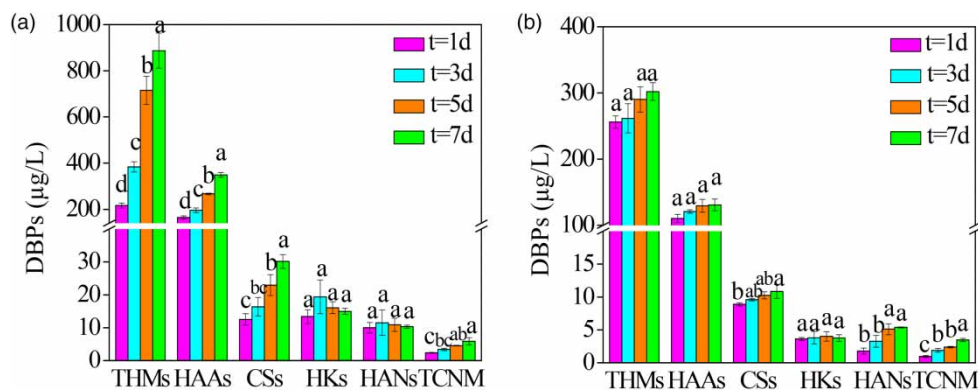 (a)
1000
800
600
400
200
30
20
10
0
DBPs (µg/L)
t=1d
t=3d
t=5d
t=7d
d c b a
d c b a
c bc b a
a a a a
a a a a
c bc ab a
THMs HAAs CSs HKs HANs TCNM
(b)
400
300
200
100
15
10
5
0
DBPs (µg/L)
t=1d
t=3d
t=5d
t=7d
a a a a
a a a a
b ab ab a
a a a a
b b a a
c b b a
THMs HAAs CSs HKs HANs TCNM